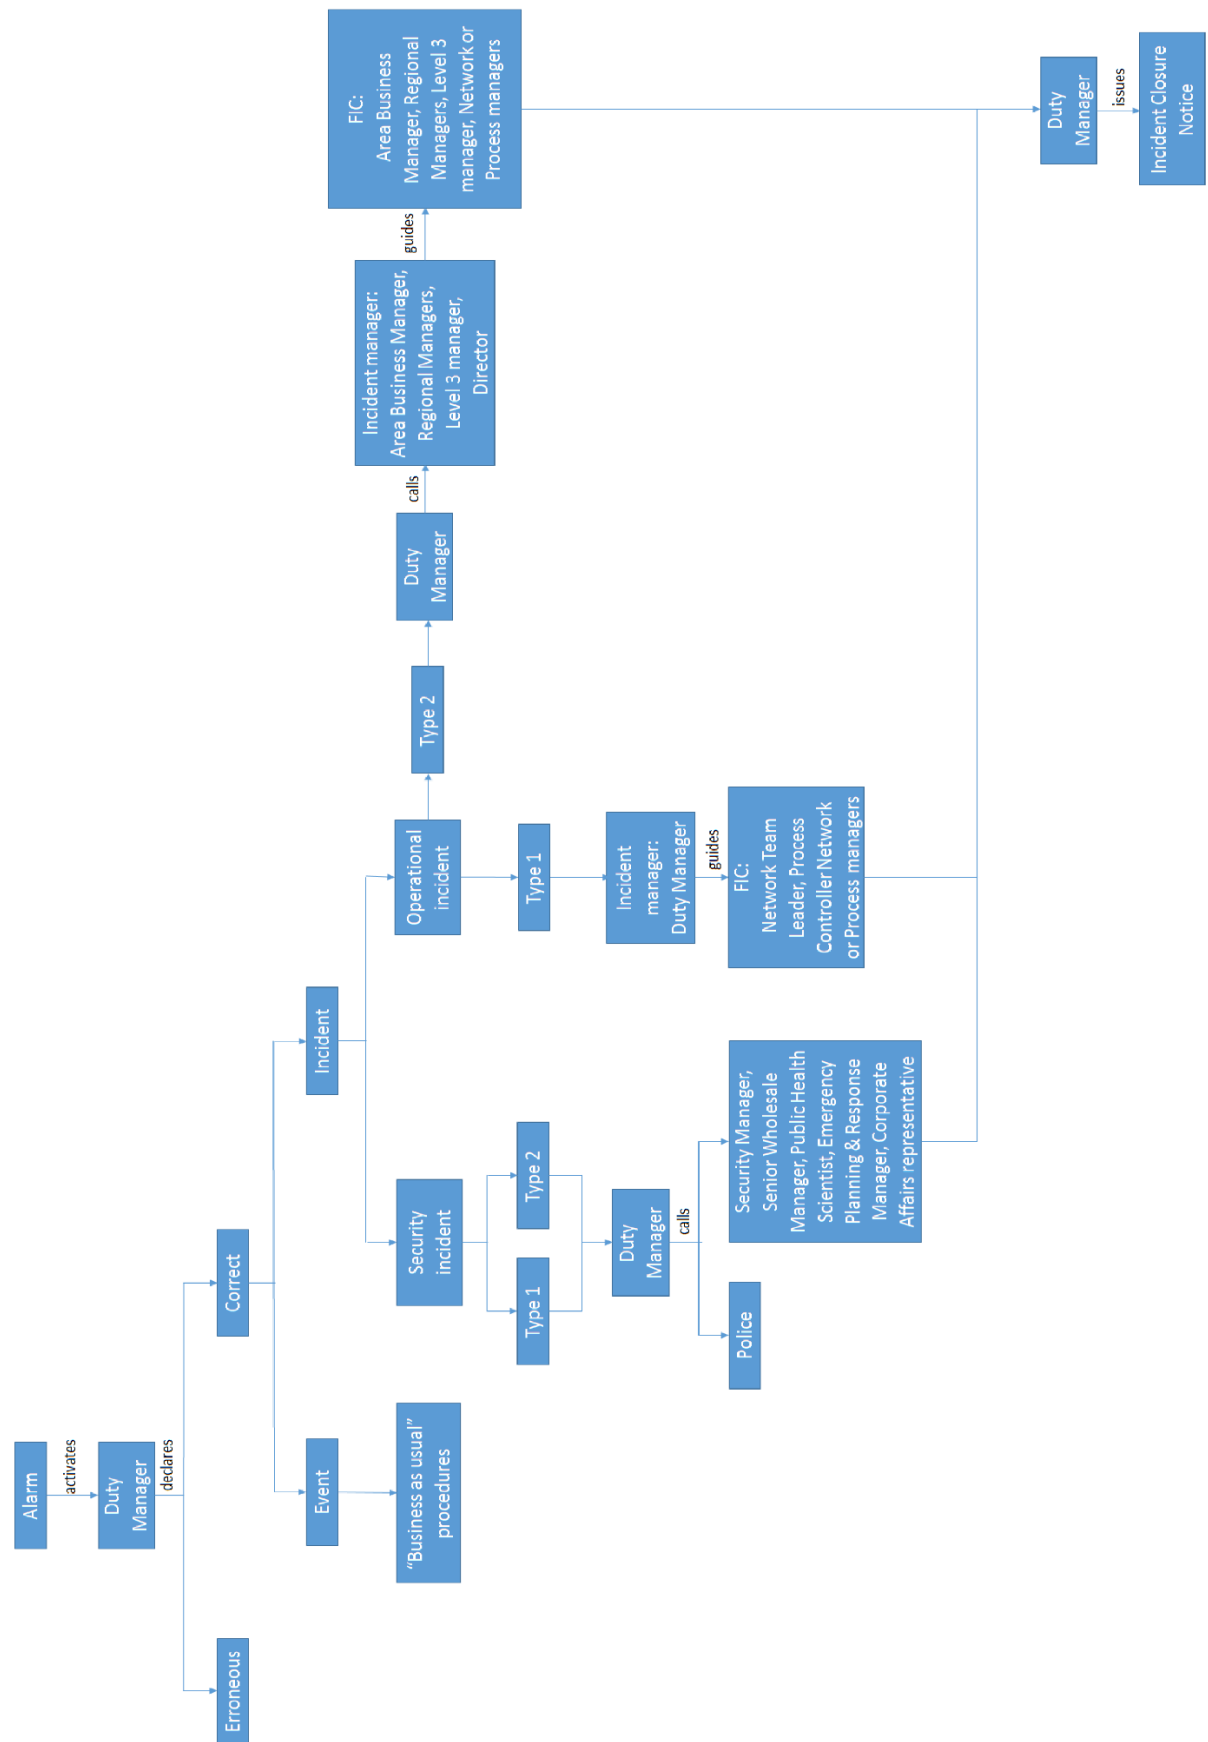 Alarm
activates
Duty
Manager
declares
Erroneous
Correct
Event
Incident
"Business as usual"
procedures
Security
incident
Operational
incident
Type 2
Duty
Manager
calls
Incident manager:
Area Business Manager,
Regional Managers,
Level 3 manager,
Director
guides
FIC:
Area Business
Manager, Regional
Managers, Level 3
manager, Network or
Process managers
Type 1
Type 2
Type 1
Duty
Manager
calls
Incident
manager:
Duty Manager
guides
Police
Security Manager,
Senior Wholesale
Manager, Public Health
Scientist, Emergency
Planning & Response
Manager, Corporate
Affairs representative
FIC:
Network Team
Leader, Process
Controller Network
or Process managers
Duty
Manager
issues
Incident Closure
Notice